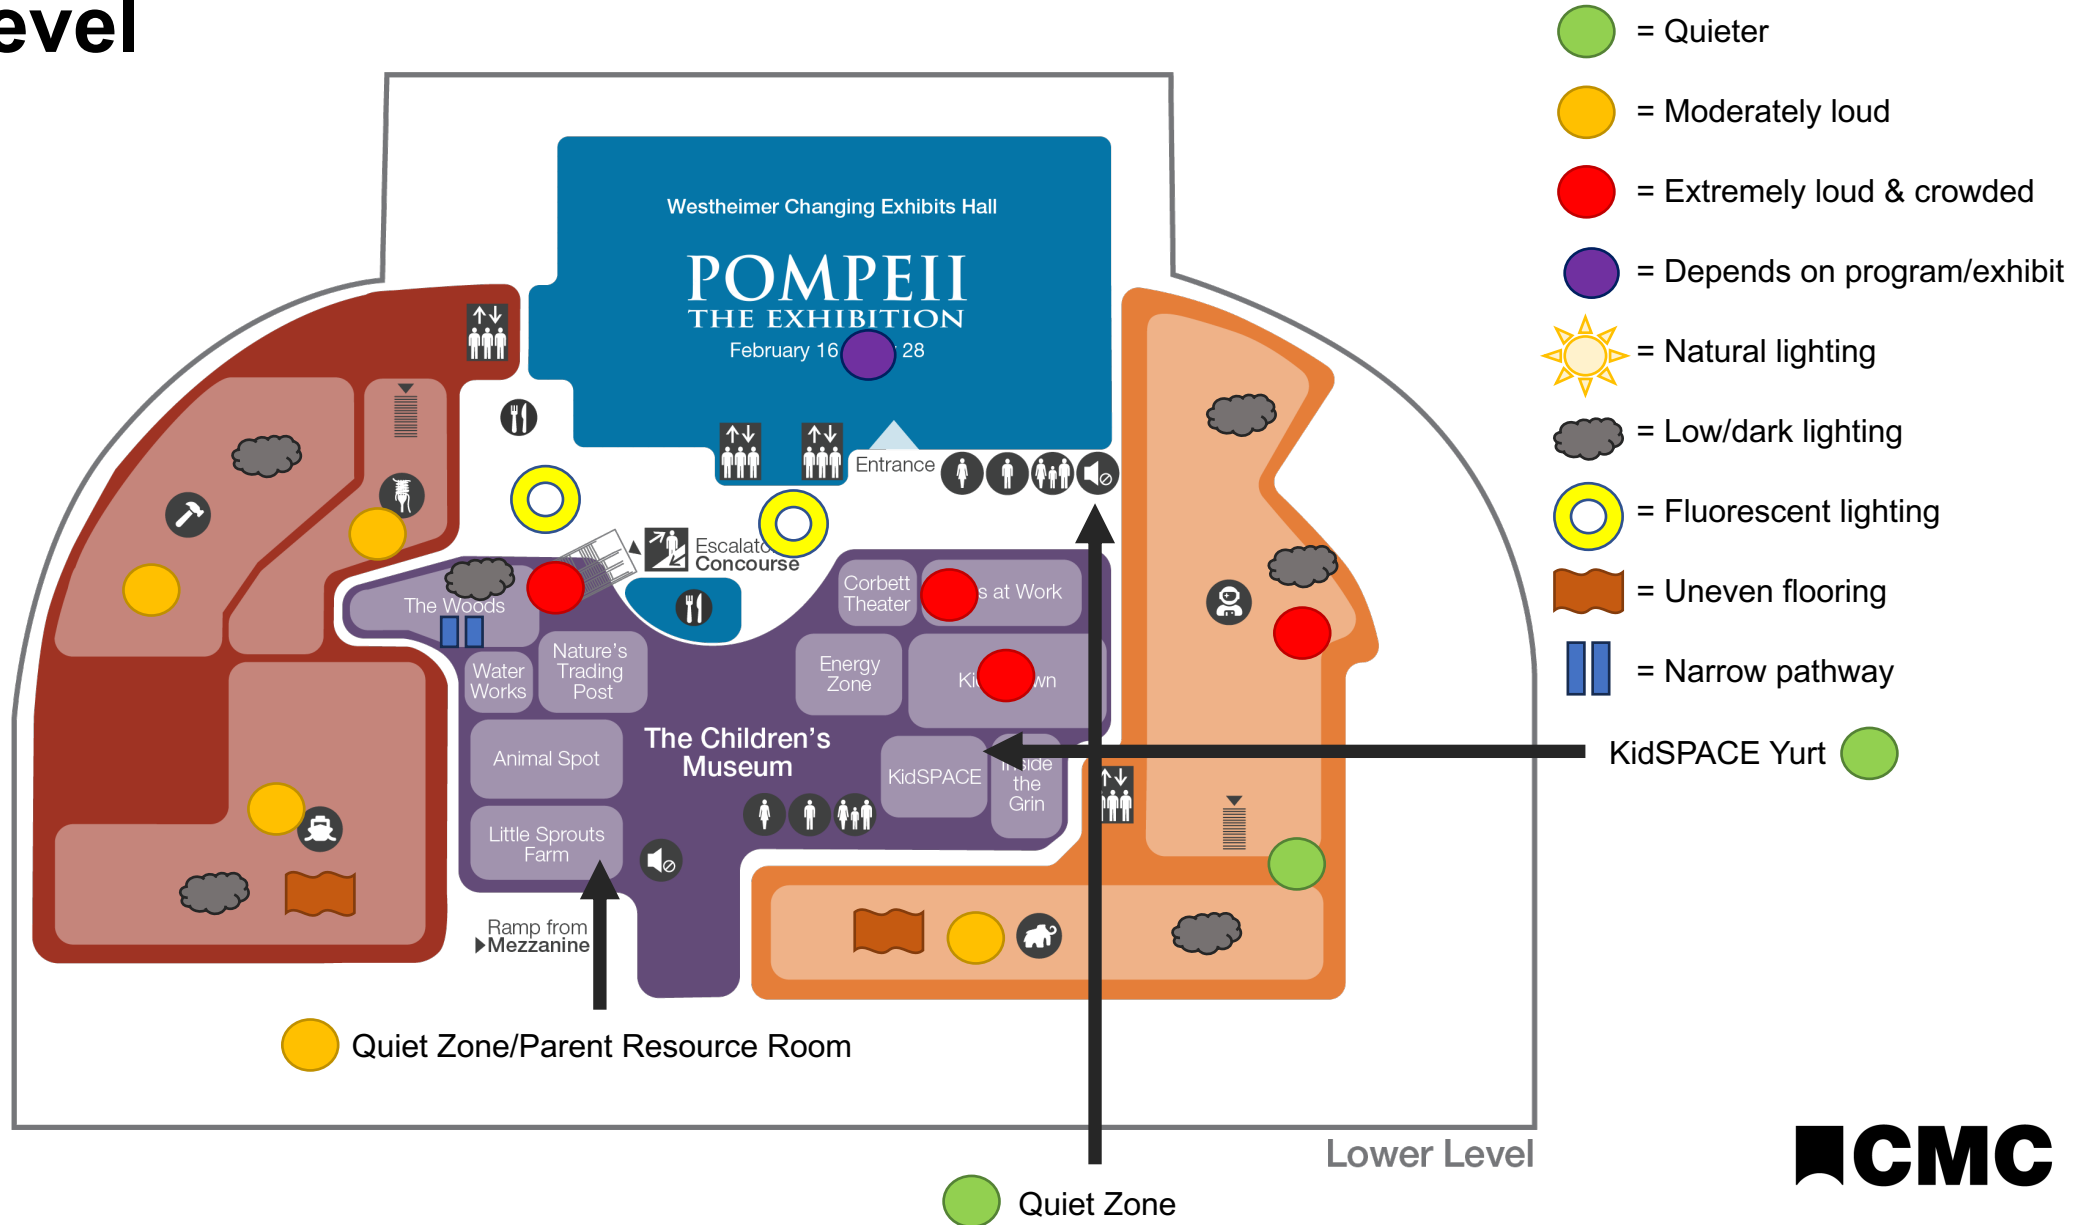 evel
= Quieter
= Moderately loud
= Extremely loud & crowded
= Depends on program/exhibit
= Natural lighting
= Low/dark lighting
= Fluorescent lighting
= Uneven flooring
= Narrow pathway
KidSPACE Yurt
Westheimer Changing Exhibits Hall
POMPEII
THE EXHIBITION
February 16 28
Entrance
Concourse
The Woods
Corbett
Theater
at Work
Water
Works
Nature's
Trading
Post
Energy
Zone
Animal Spot
The Children's
Museum
KidSPACE
Inside
the
Grin
Little Sprouts
Farm
Ramp from
Mezzanine
Quiet Zone/Parent Resource Room
Lower Level
Quiet Zone
CMC